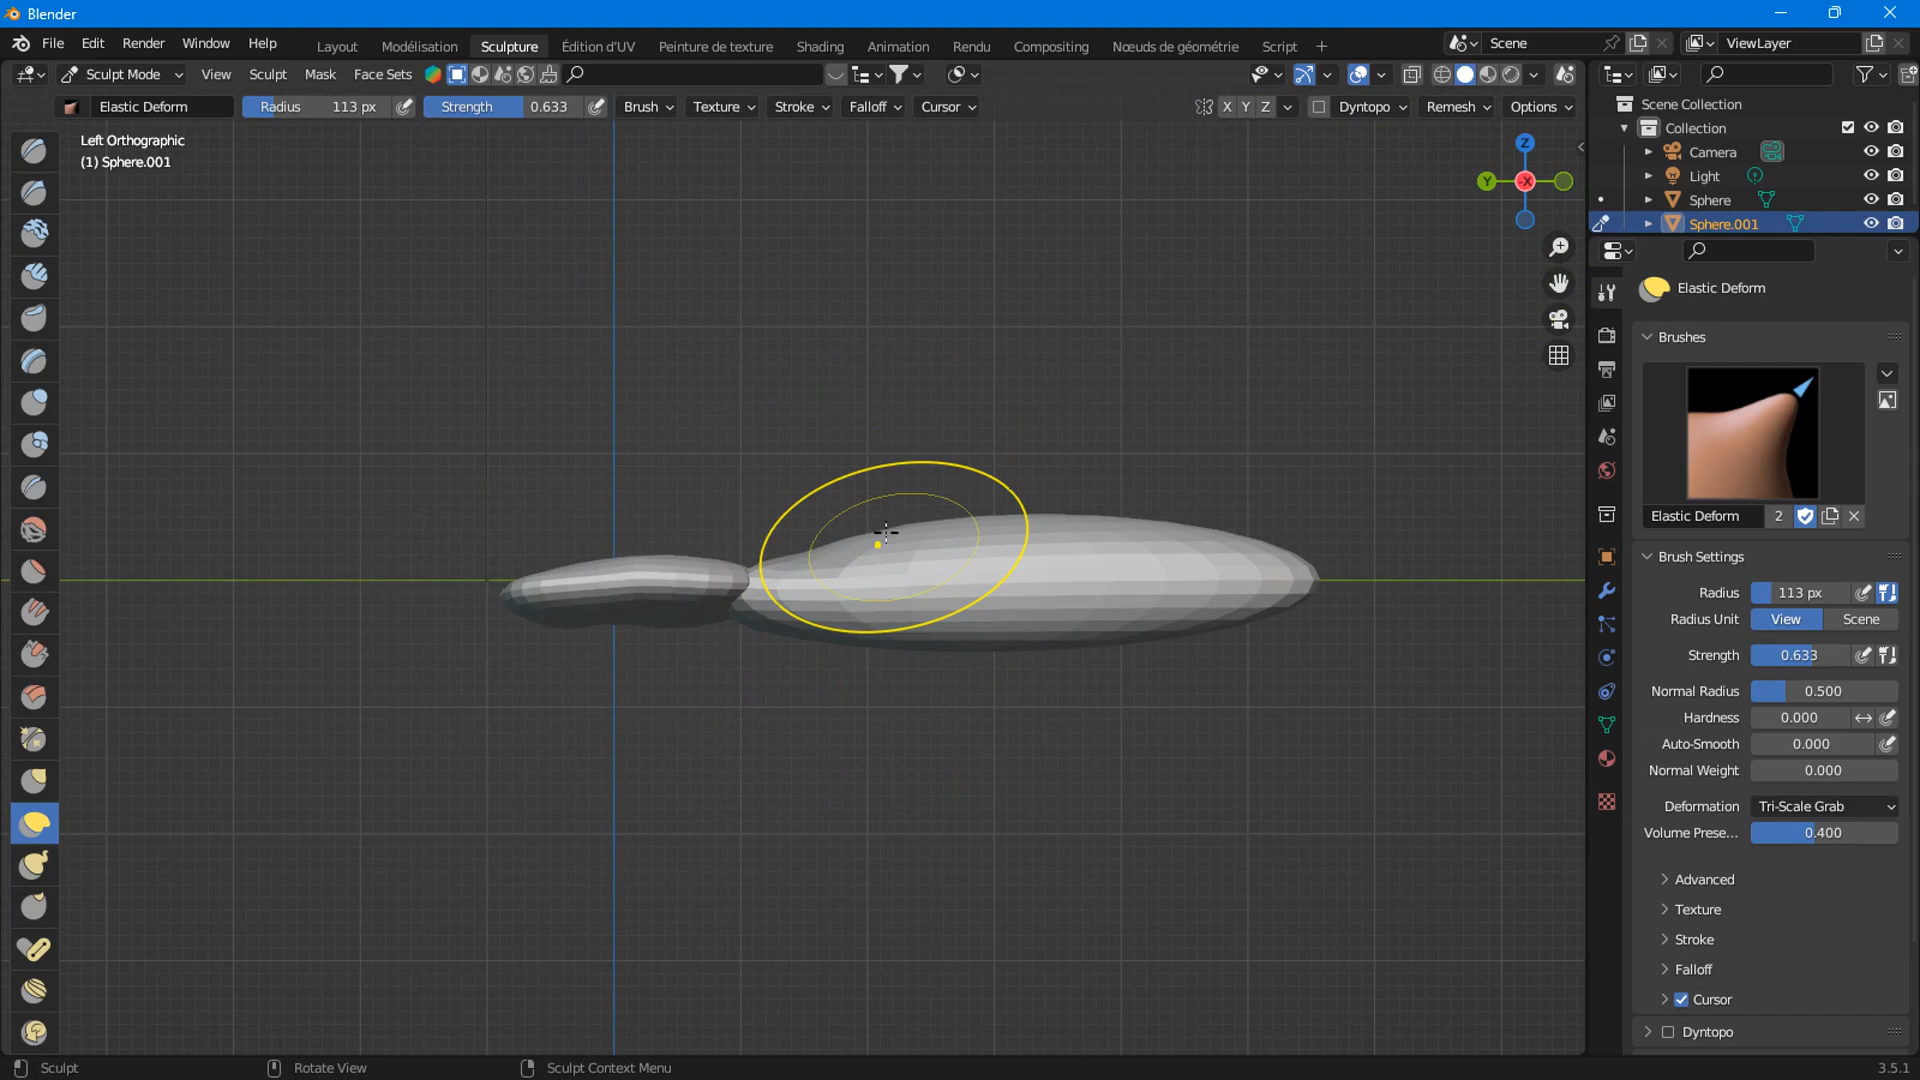 Blender
File Edit Render Window Help Layout Modélisation Sculpture Édition d'UV Peinture de texture Shading Animation Rendu Compositing Nœuds de géométrie Script + Scene ViewLayer
Sculpt Mode View Sculpt Mask Face Sets
Elastic Deform Radius 113 px Strength 0.633 Brush Texture Stroke Falloff Cursor X Y Z Dyntopo Remesh Options
Left Orthographic
(1) Sphere.001
Z
Y -X
Scene Collection
Collection
Camera
Light
Sphere
Sphere.001
Elastic Deform
Brushes
Elastic Deform 2
Brush Settings
Radius 113 px
Radius Unit View Scene
Strength 0.633
Normal Radius 0.500
Hardness 0.000
Auto-Smooth 0.000
Normal Weight 0.000
Deformation Tri-Scale Grab
Volume Prese... 0.400
Advanced
Texture
Stroke
Falloff
Cursor
Dyntopo
Sculpt Rotate View Sculpt Context Menu 3.5.1